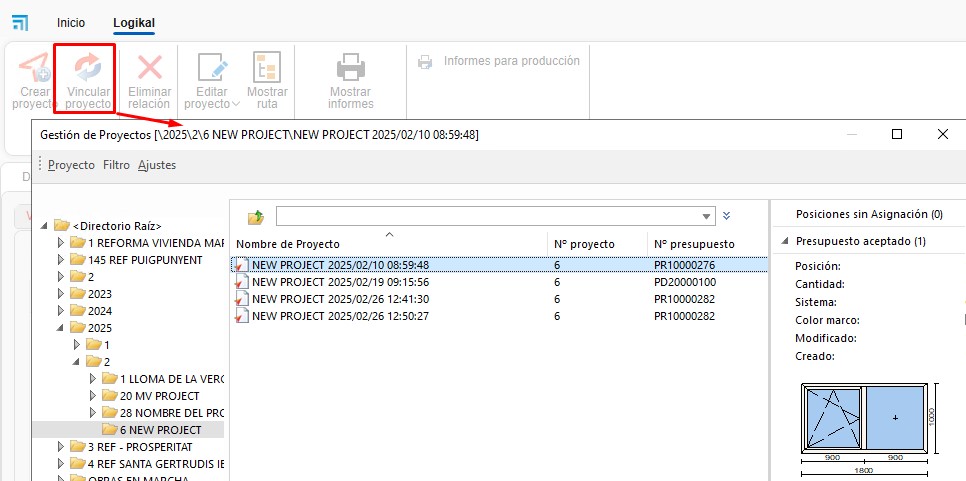 Inicio
Logikal
Crear proyecto
Vincular proyecto
Eliminar relación
Editar proyecto
Mostrar ruta
Mostrar informes
Informes para producción
Gestión de Proyectos [\2025\2\6 NEW PROJECT\NEW PROJECT 2025/02/10 08:59:48]
Proyecto Filtro Ajustes
<Directorio Raíz>
1 REFORMA VIVIENDA MAR
145 REF PUIGPUNYENT
2
2023
2024
2025
1
2
1 LLOMA DE LA VERG
20 MV PROJECT
28 NOMBRE DEL PRO
6 NEW PROJECT
3 REF - PROSPERITAT
4 REF SANTA GERTRUDIS IE
OBRAS EN MARCHA
Nombre de Proyecto Nº proyecto Nº presupuesto
NEW PROJECT 2025/02/10 08:59:48 6 PR10000276
NEW PROJECT 2025/02/19 09:15:56 6 PD20000100
NEW PROJECT 2025/02/26 12:41:30 6 PR10000282
NEW PROJECT 2025/02/26 12:50:27 6 PR10000282
Posiciones sin Asignación (0)
Presupuesto aceptado (1)
Posición:
Cantidad:
Sistema:
Color marco:
Modificado:
Creado:
1000
900 900
1800